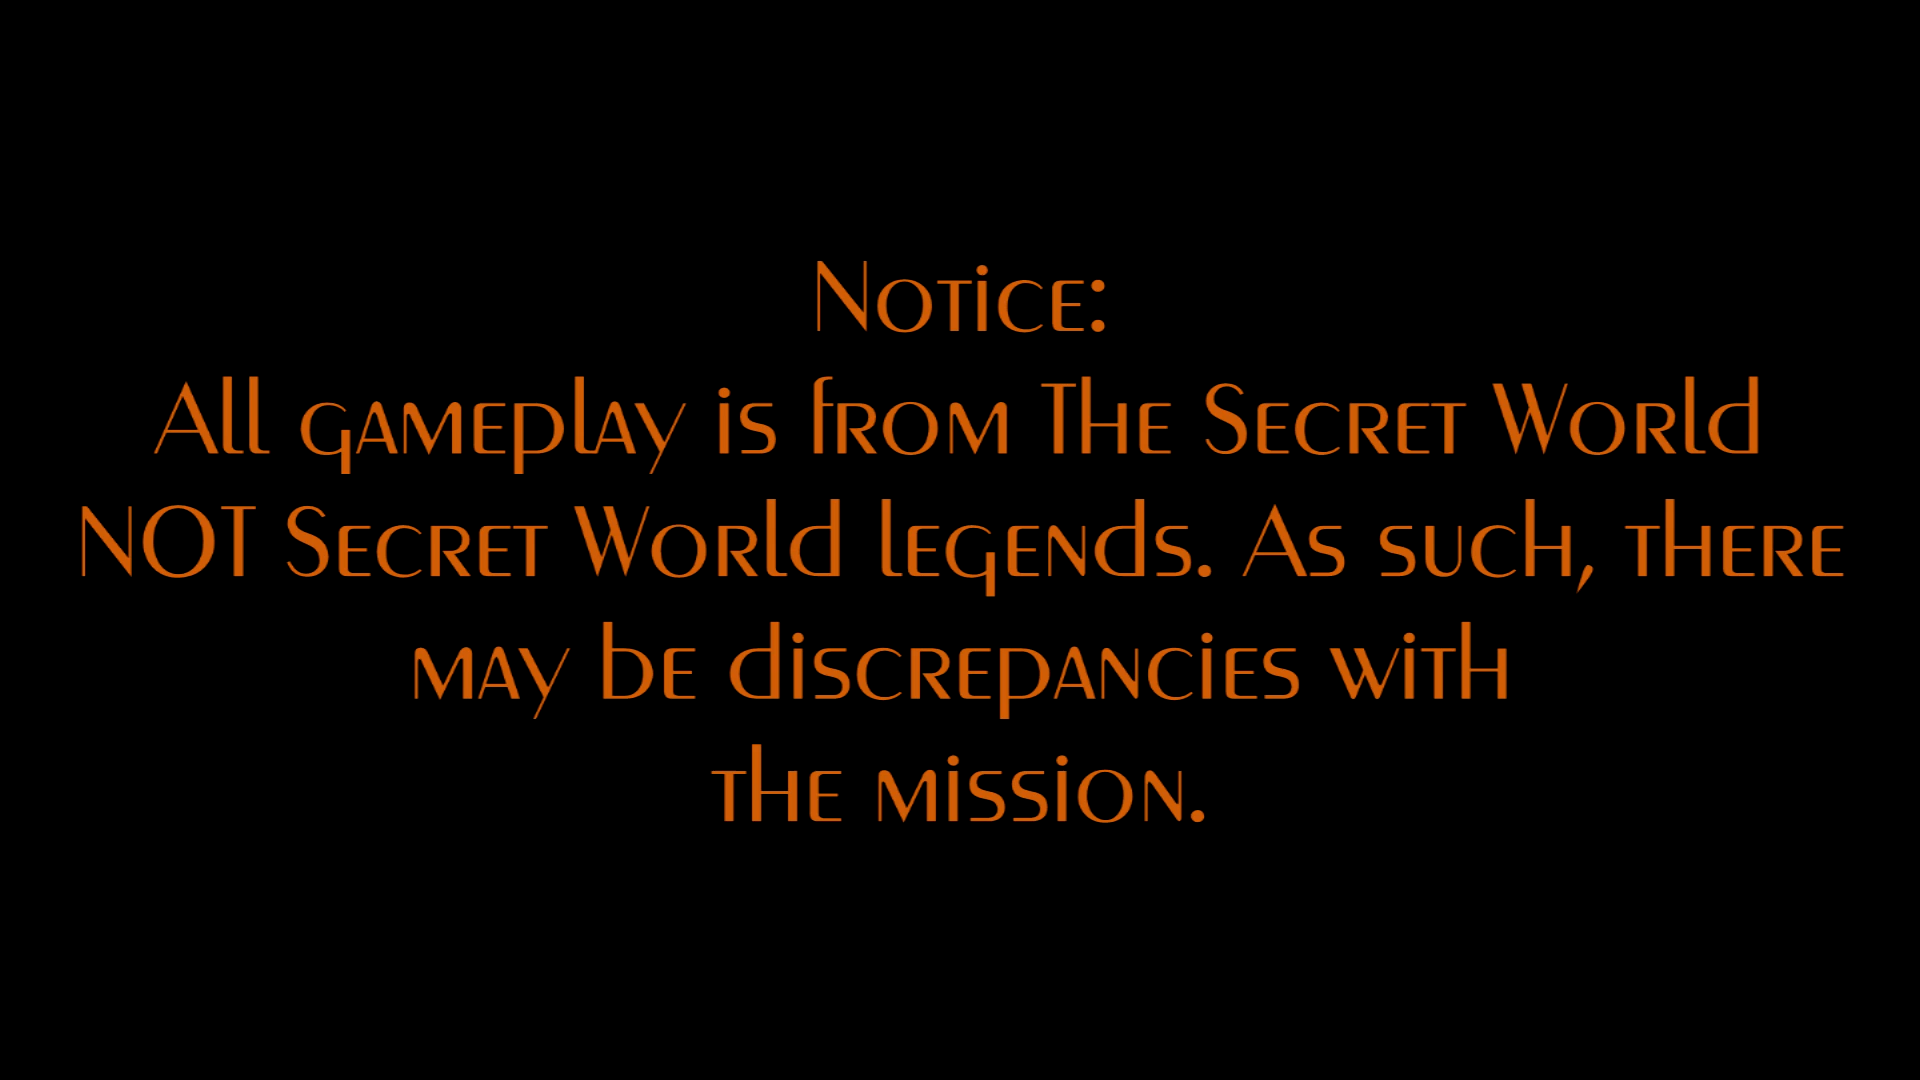 Notice:
All gameplay is from The Secret World
NOT Secret World legends. As such, there
may be discrepancies with
the mission.